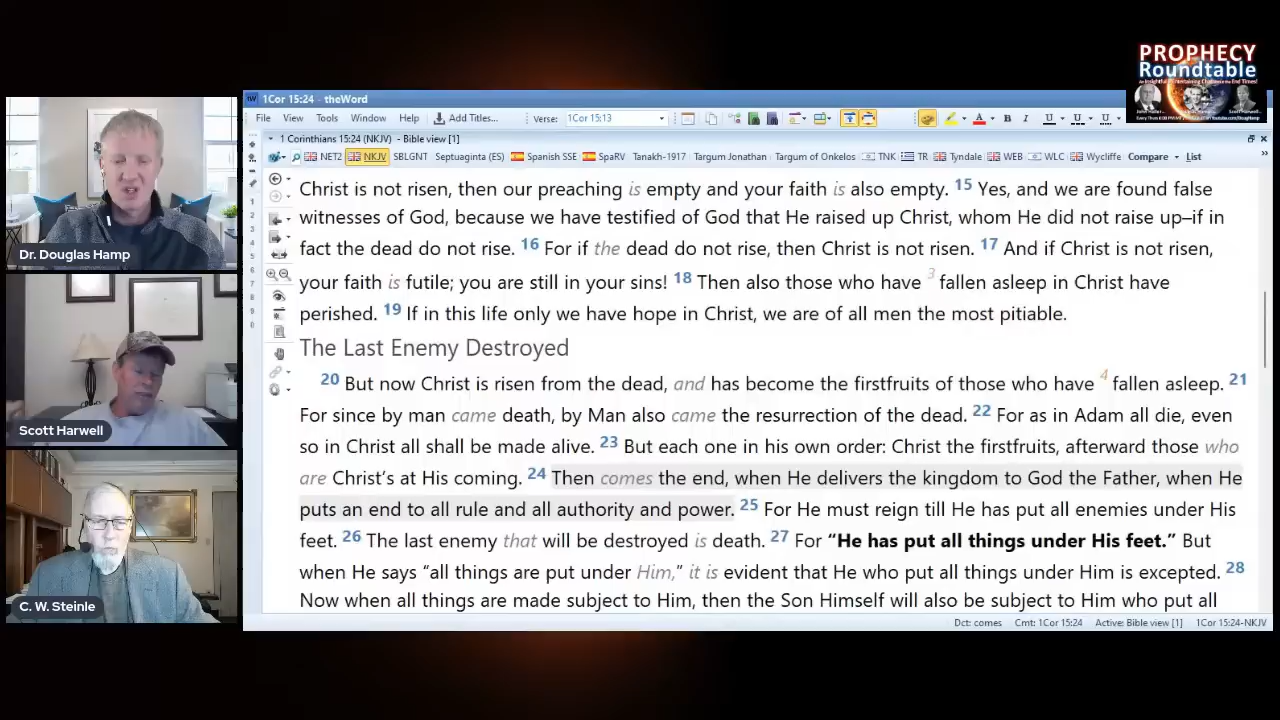 PROPHECY
Roundtable
An Insightful, Entertaining Challenge the End Times!
1Cor 15:24 - theWord
File View Tools Window Help Add Titles... Verse: 1Cor 15:13
1 Corinthians 15:24 (NKJV) - Bible view [1]
NET2 NKJV SBLGNT Septuaginta (ES) Spanish SSE SpaRV Tanakh-1917 Targum Jonathan Targum of Onkelos TNK TR Tyndale WEB WLC Wycliffe Compare List
Christ is not risen, then our preaching is empty and your faith is also empty. 15 Yes, and we are found false
witnesses of God, because we have testified of God that He raised up Christ, whom He did not raise up–if in
fact the dead do not rise. 16 For if the dead do not rise, then Christ is not risen. 17 And if Christ is not risen,
your faith is futile; you are still in your sins! 18 Then also those who have 3 fallen asleep in Christ have
perished. 19 If in this life only we have hope in Christ, we are of all men the most pitiable.
The Last Enemy Destroyed
20 But now Christ is risen from the dead, and has become the firstfruits of those who have 4 fallen asleep. 21
For since by man came death, by Man also came the resurrection of the dead. 22 For as in Adam all die, even
so in Christ all shall be made alive. 23 But each one in his own order: Christ the firstfruits, afterward those who
are Christ's at His coming. 24 Then comes the end, when He delivers the kingdom to God the Father, when He
puts an end to all rule and all authority and power. 25 For He must reign till He has put all enemies under His
feet. 26 The last enemy that will be destroyed is death. 27 For “He has put all things under His feet.” But
when He says “all things are put under Him,” it is evident that He who put all things under Him is excepted. 28
Now when all things are made subject to Him, then the Son Himself will also be subject to Him who put all
Dct: comes Cmt: 1Cor 15:24 Active: Bible view [1] 1Cor 15:24-NKJV
Dr. Douglas Hamp
Scott Harwell
C. W. Steinle